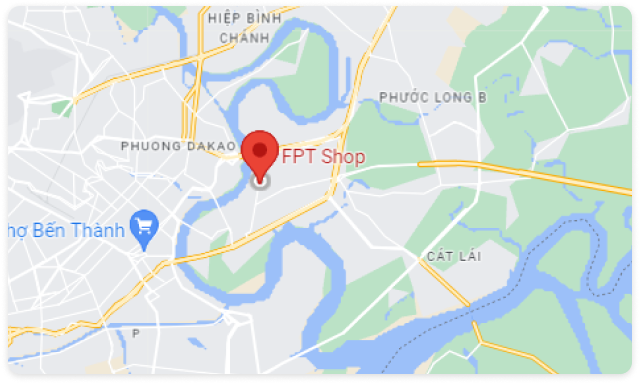 HIỆP BÌNH
CHÁNH
PHƯỚC LONG B
PHUONG DAKAO
FPT Shop
hợ Bến Thành
CÁT LÁI
P